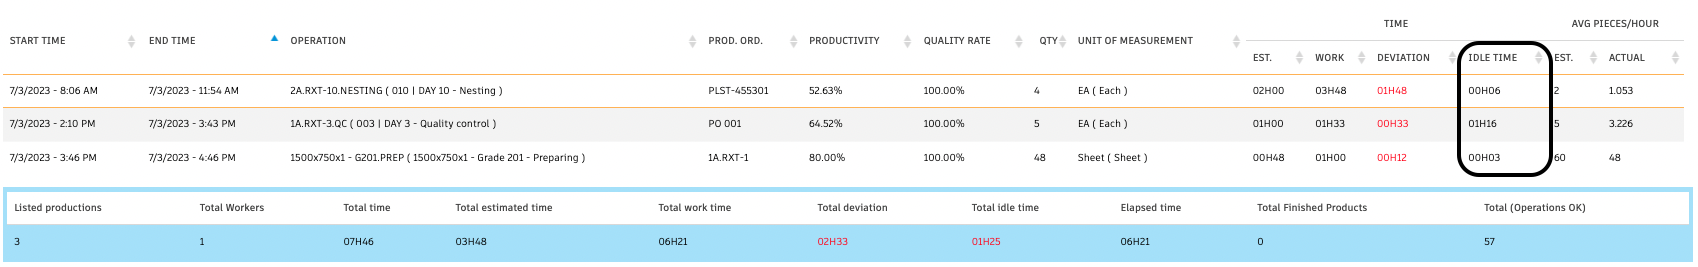 TIME AVG PIECES/HOUR
START TIME END TIME OPERATION PROD. ORD. PRODUCTIVITY QUALITY RATE QTY UNIT OF MEASUREMENT
EST. WORK DEVIATION IDLE TIME EST. ACTUAL
7/3/2023 - 8:06 AM 7/3/2023 - 11:54 AM 2A.RXT-10.NESTING ( 010 | DAY 10 - Nesting ) PLST-455301 52.63% 100.00% 4 EA ( Each ) 02H00 03H48 01H48 00H06 2 1.053
7/3/2023 - 2:10 PM 7/3/2023 - 3:43 PM 1A.RXT-3.QC ( 003 | DAY 3 - Quality control ) PO 001 64.52% 100.00% 5 EA ( Each ) 01H00 01H33 00H33 01H16 5 3.226
7/3/2023 - 3:46 PM 7/3/2023 - 4:46 PM 1500x750x1 - G201.PREP ( 1500x750x1 - Grade 201 - Preparing ) 1A.RXT-1 80.00% 100.00% 48 Sheet ( Sheet ) 00H48 01H00 00H12 00H03 60 48
Listed productions Total Workers Total time Total estimated time Total work time Total deviation Total idle time Elapsed time Total Finished Products Total (Operations OK)
3 1 07H46 03H48 06H21 02H33 01H25 06H21 0 57